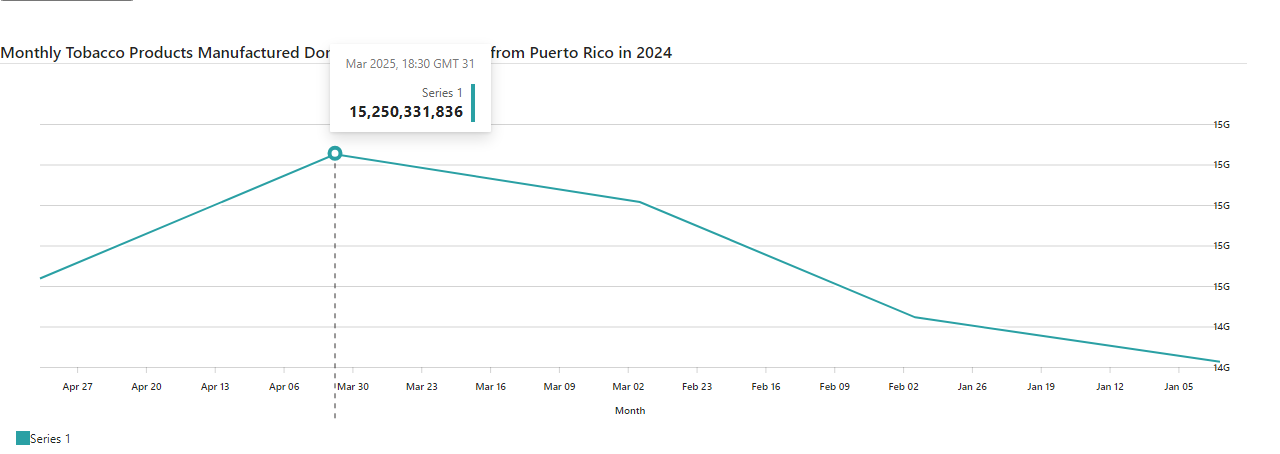 Monthly Tobacco Products Manufactured Dor from Puerto Rico in 2024
Mar 2025, 18:30 GMT 31
Series 1
15,250,331,836
15G
15G
15G
15G
15G
14G
14G
Apr 27 Apr 20 Apr 13 Apr 06 Mar 30 Mar 23 Mar 16 Mar 09 Mar 02 Feb 23 Feb 16 Feb 09 Feb 02 Jan 26 Jan 19 Jan 12 Jan 05
Month
Series 1